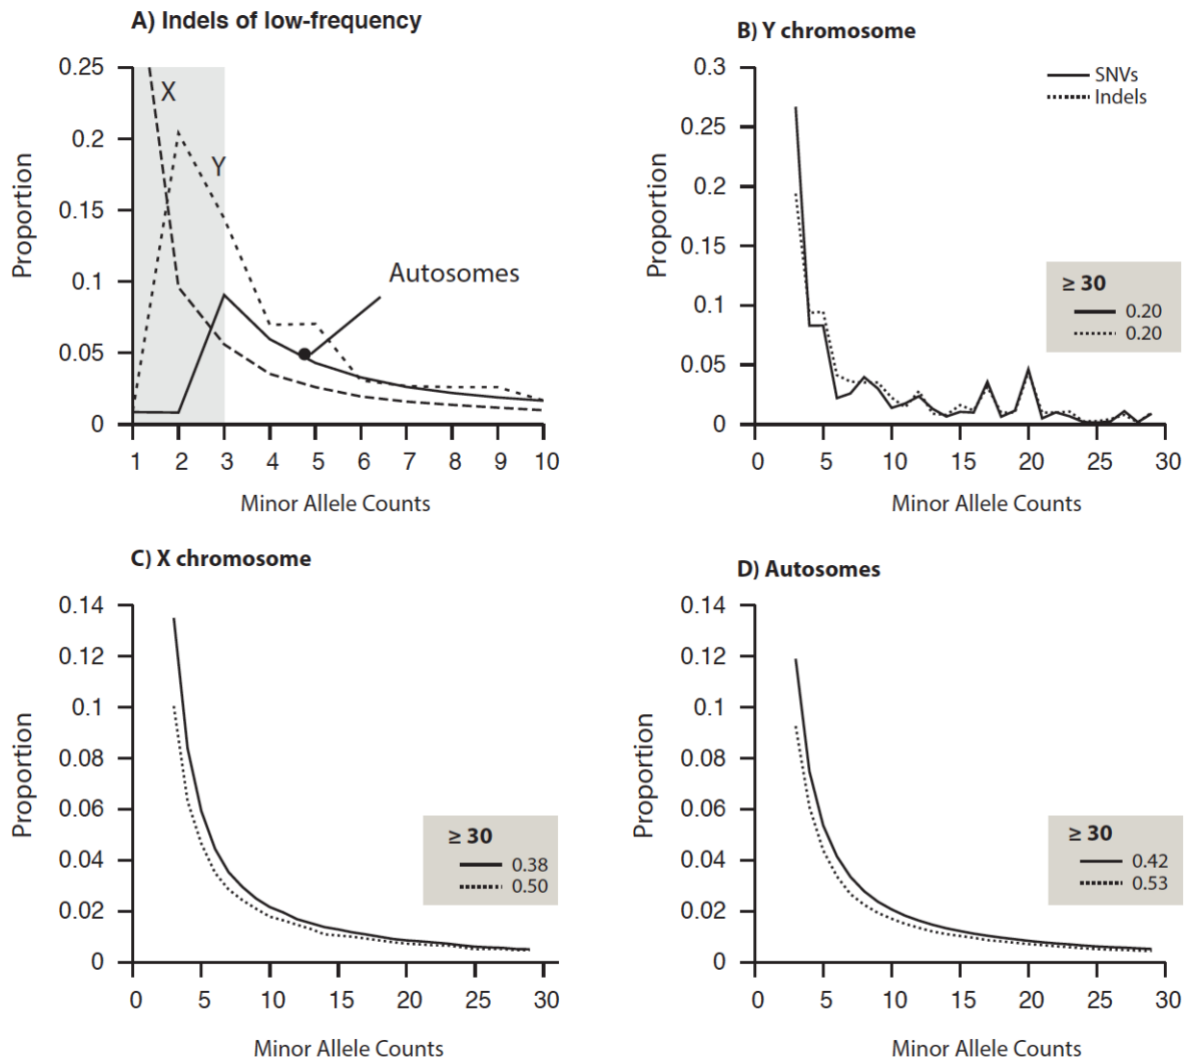 A) Indels of low-frequency
0.25
0.2
0.15
0.1
0.05
0
Proportion
X
Y
Autosomes
1 2 3 4 5 6 7 8 9 10
Minor Allele Counts
B) Y chromosome
0.3
0.25
0.2
0.15
0.1
0.05
0
Proportion
SNVs
Indels
≥ 30
0.20
0.20
0 5 10 15 20 25 30
Minor Allele Counts
C) X chromosome
0.14
0.12
0.1
0.08
0.06
0.04
0.02
0
Proportion
≥ 30
0.38
0.50
0 5 10 15 20 25 30
Minor Allele Counts
D) Autosomes
0.14
0.12
0.1
0.08
0.06
0.04
0.02
0
Proportion
≥ 30
0.42
0.53
0 5 10 15 20 25 30
Minor Allele Counts